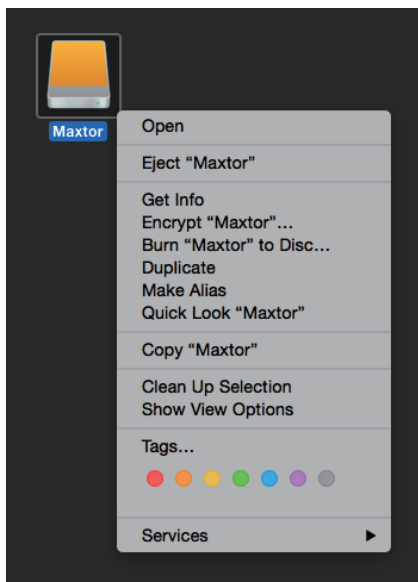 Maxtor
Open
Eject “Maxtor”
Get Info
Encrypt “Maxtor”...
Burn “Maxtor” to Disc...
Duplicate
Make Alias
Quick Look “Maxtor”
Copy “Maxtor”
Clean Up Selection
Show View Options
Tags...
Services